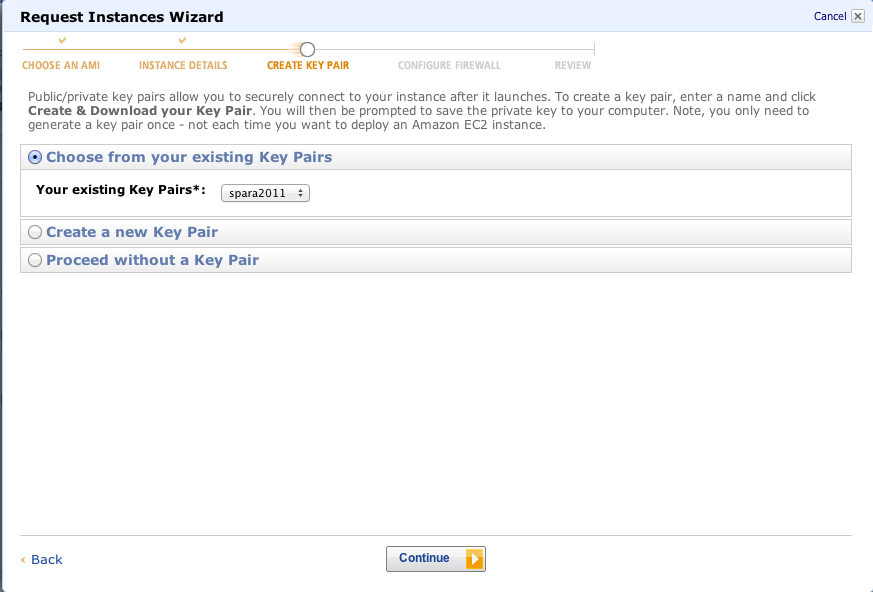 Request Instances Wizard
Cancel
CHOOSE AN AMI
INSTANCE DETAILS
CREATE KEY PAIR
CONFIGURE FIREWALL
REVIEW
Public/private key pairs allow you to securely connect to your instance after it launches. To create a key pair, enter a name and click
Create & Download your Key Pair. You will then be prompted to save the private key to your computer. Note, you only need to
generate a key pair once - not each time you want to deploy an Amazon EC2 instance.
Choose from your existing Key Pairs
Your existing Key Pairs*: spara2011
Create a new Key Pair
Proceed without a Key Pair
Back
Continue